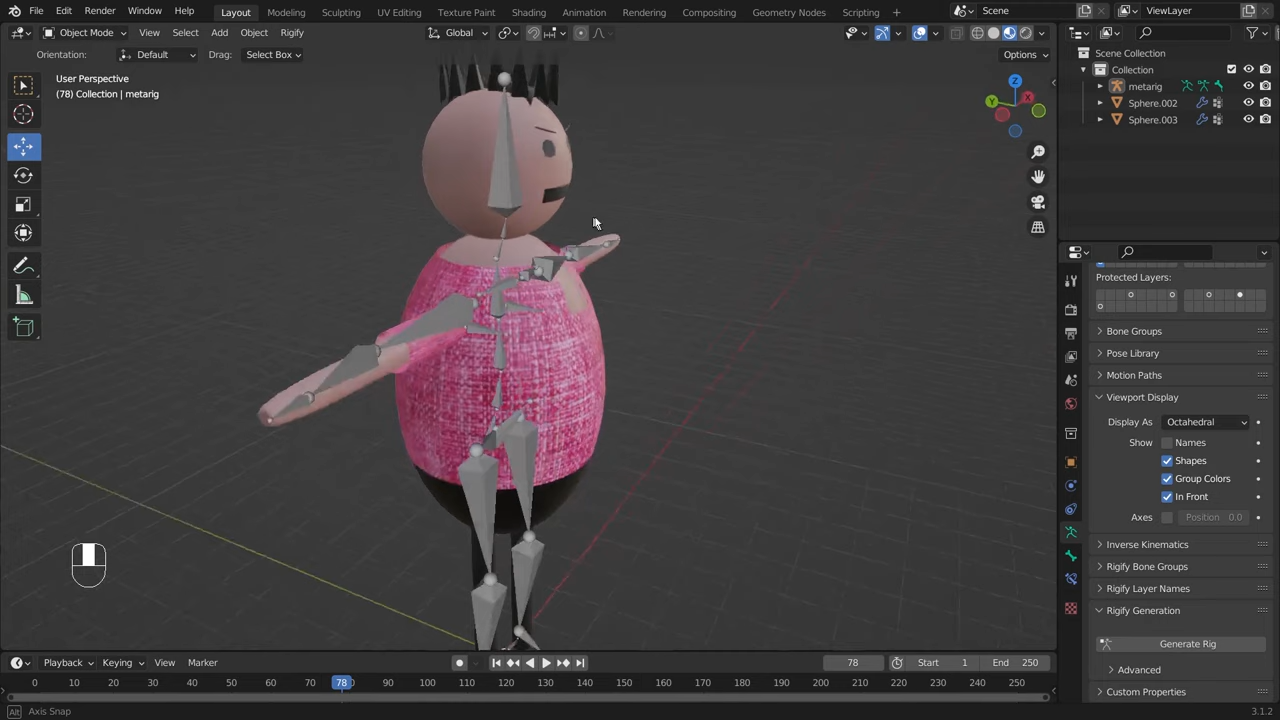 File Edit Render Window Help Layout Modeling Sculpting UV Editing Texture Paint Shading Animation Rendering Compositing Geometry Nodes Scripting + Scene ViewLayer
Object Mode View Select Add Object Rigify Global
Orientation: Default Drag: Select Box Options
User Perspective
(78) Collection | metarig
Z
X
Y
Scene Collection
Collection
metarig
Sphere.002
Sphere.003
Protected Layers:
Bone Groups
Pose Library
Motion Paths
Viewport Display
Display As Octahedral
Show Names
Shapes
Group Colors
In Front
Axes Position 0.0
Inverse Kinematics
Rigify Bone Groups
Rigify Layer Names
Rigify Generation
Generate Rig
Advanced
Custom Properties
Playback Keying View Marker 78 Start 1 End 250
0 10 20 30 40 50 60 70 78 90 100 110 120 130 140 150 160 170 180 190 200 210 220 230 240 250
Alt Axis Snap 3.1.2